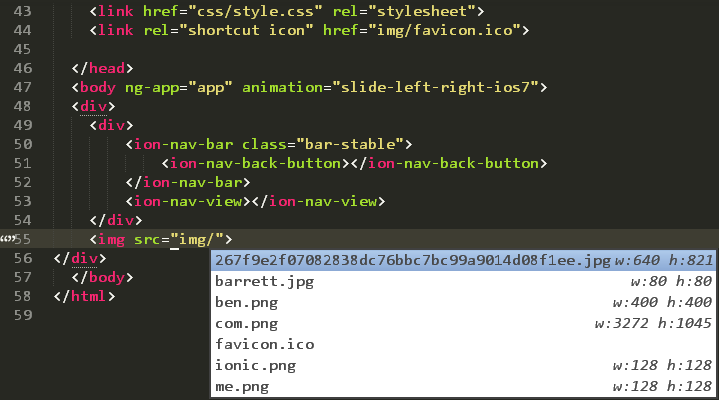 43 <link href="css/style.css" rel="stylesheet">
44 <link rel="shortcut icon" href="img/favicon.ico">
45
46 </head>
47 <body ng-app="app" animation="slide-left-right-ios7">
48 <div>
49 <div>
50 <ion-nav-bar class="bar-stable">
51 <ion-nav-back-button></ion-nav-back-button>
52 </ion-nav-bar>
53 <ion-nav-view></ion-nav-view>
54 </div>
“”55 <img src="img/">
56 </div>
57 </body>
58 </html>
59
267f9e2f07082838dc76bbc7bc99a9014d08f1ee.jpg w:640 h:821
barrett.jpg w:80 h:80
ben.png w:400 h:400
com.png w:3272 h:1045
favicon.ico
ionic.png w:128 h:128
me.png w:128 h:128